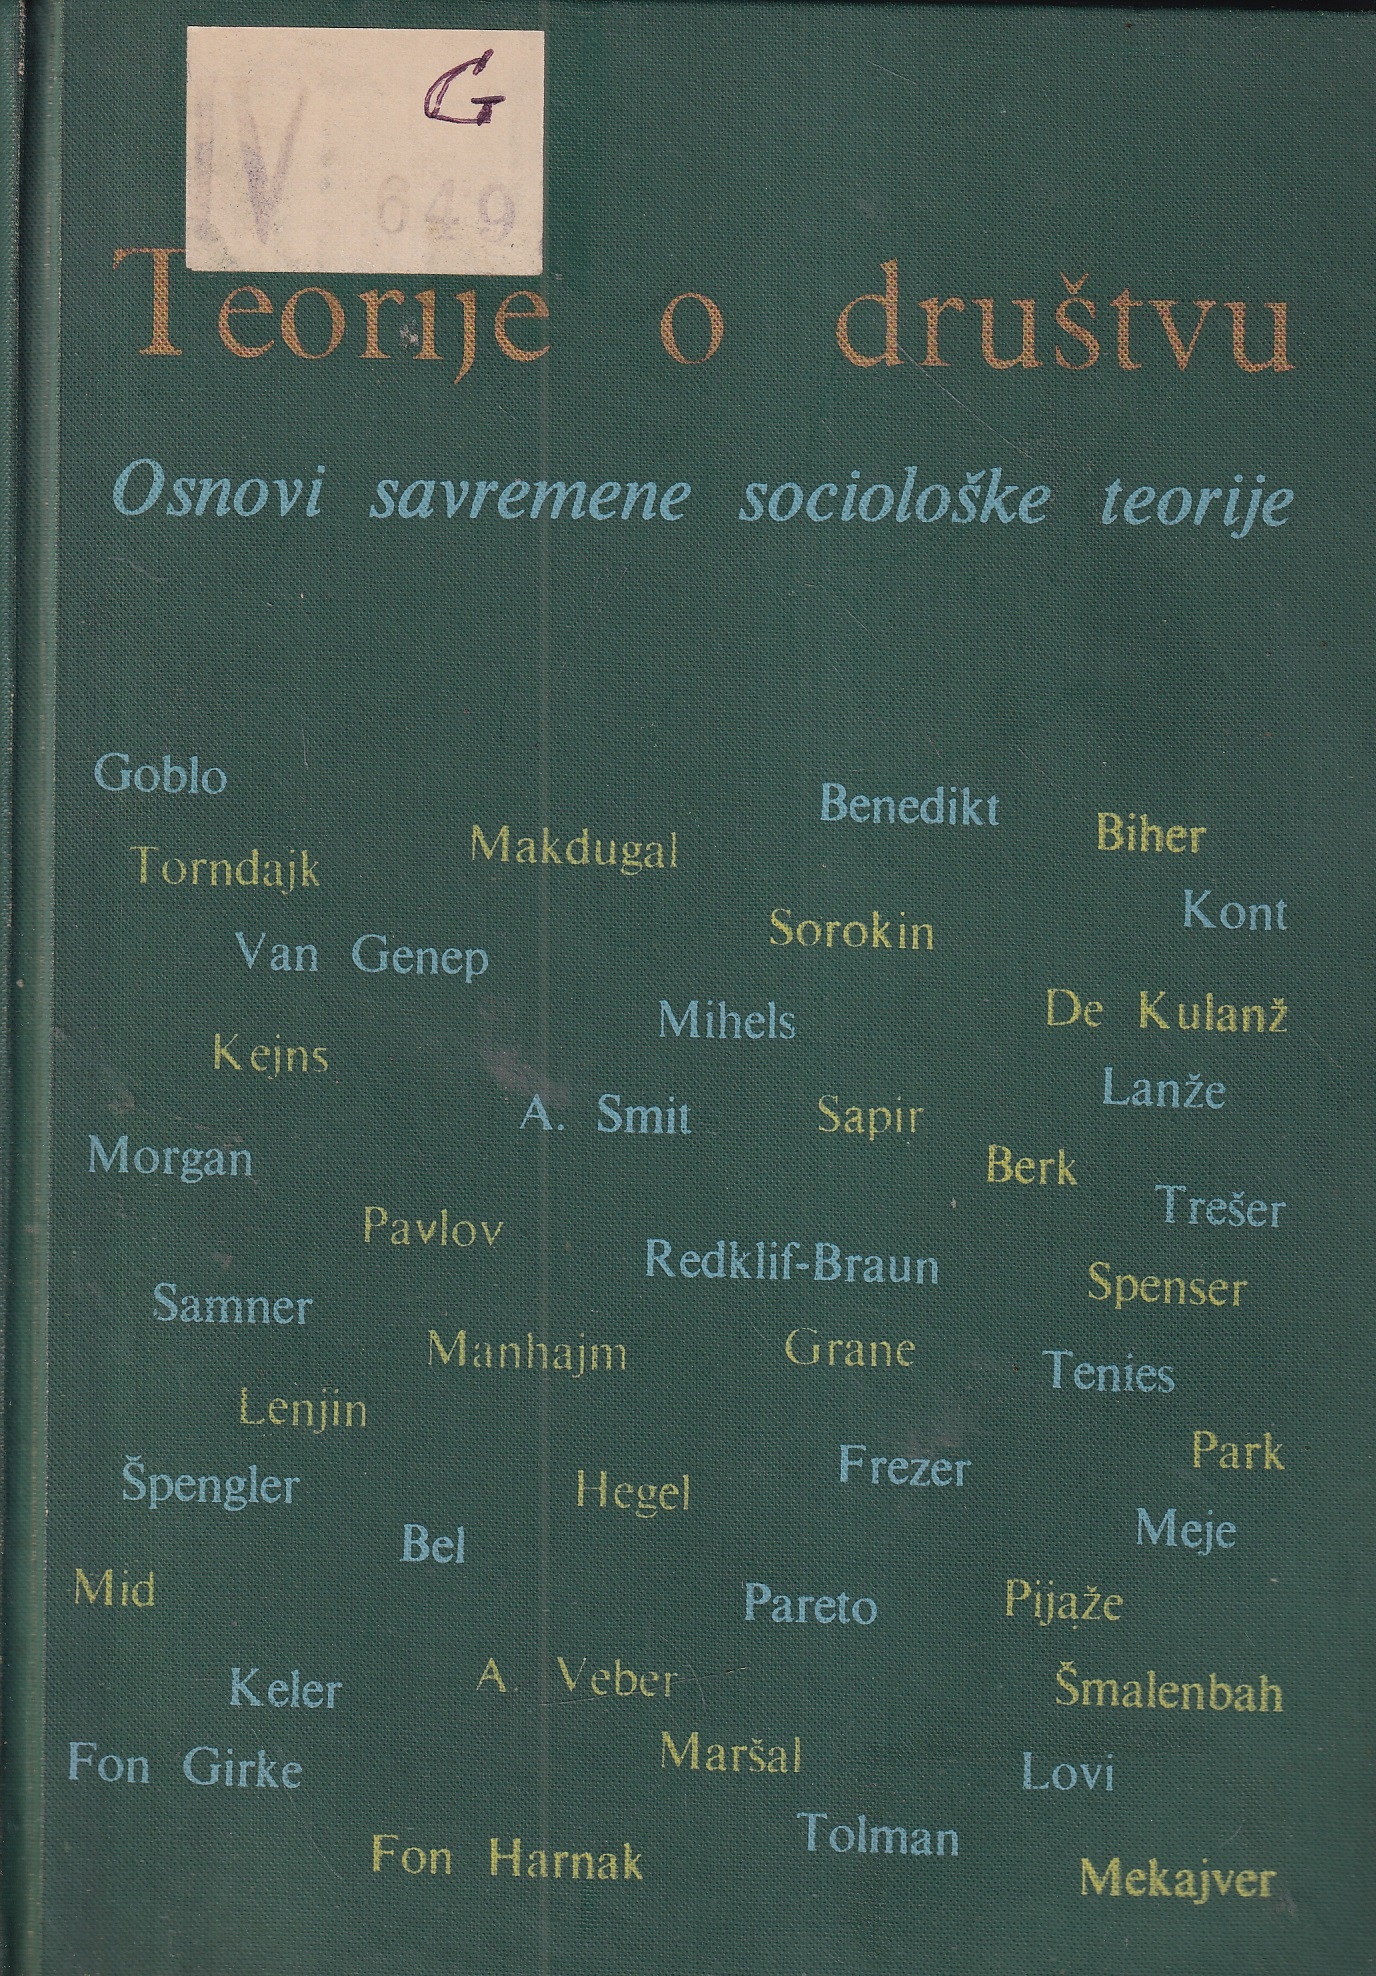 G
IV 649
Teorije o društvu
Osnovi savremene sociološke teorije
Goblo
Benedikt
Biher
Makdugal
Torndajk
Kont
Sorokin
Van Genep
De Kulanž
Mihels
Kejns
Lanže
A. Smit
Sapir
Morgan
Berk
Trešer
Pavlov
Redklif-Braun
Spenser
Samner
Manhajm
Grane
Tenies
Lenjin
Park
Frezer
Špengler
Hegel
Meje
Bel
Mid
Pareto
Pijaže
A. Veber
Keler
Šmalenbah
Maršal
Fon Girke
Lovi
Tolman
Fon Harnak
Mekajver